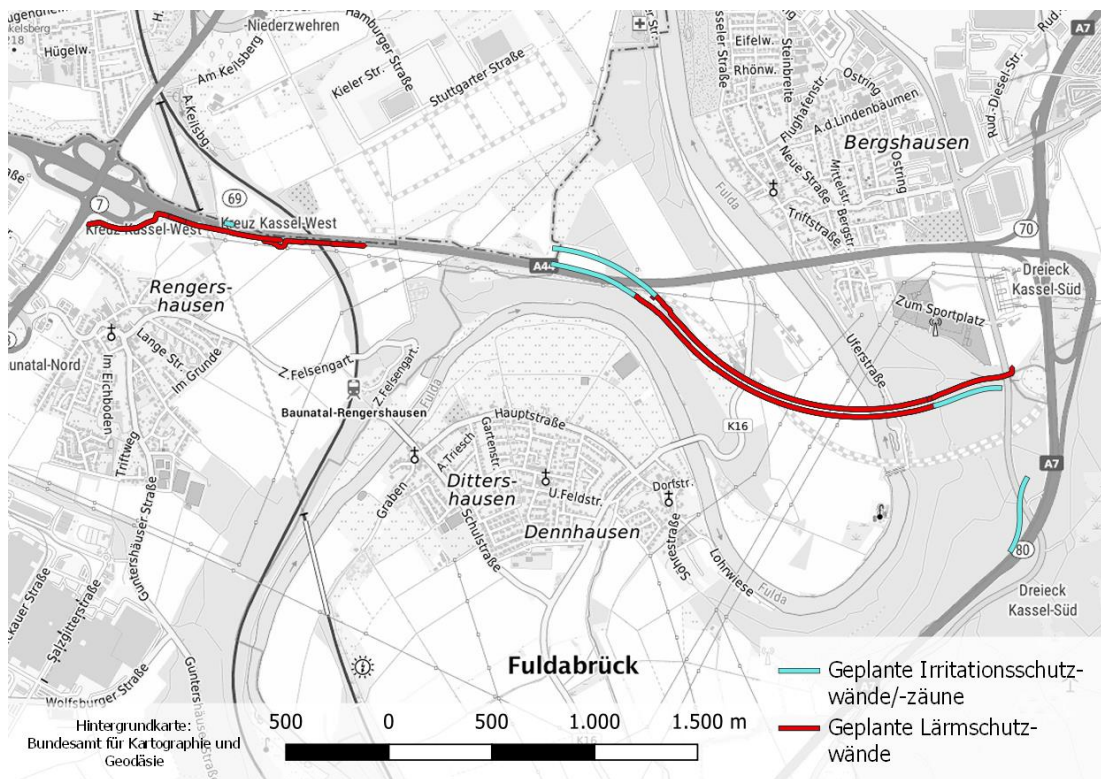 Hügelw.
Niederzwehren
Am Keilsberg
A.Keilsbg.
Hamburger Straße
Kieler Str.
Stuttgarter Straße
Eifelw.
Rhönw.
Steinbreite
Ostring
Flughafenstr.
A.d.Lindenbäumen
Bergshausen
Neue Straße
Mittelstr.
Bergstr.
Ostring
Triftstraße
Rud.-Diesel-Str.
A7
7
69
Kreuz Kassel-West
Kreuz Kassel-West
Fulda
A44
70
Dreieck
Kassel-Süd
Zum Sportplatz
Uferstraße
Rengers-
hausen
Lange Str.
Im Grunde
Im Eichboden
Triftweg
Z.Felsengart.
Z.Felsengart.
Fulda
Baunatal-Rengershausen
K16
Hauptstraße
A.Triesch
Gartenstr.
Graben
Ditters-
hausen
U.Feldstr.
Dorfstr.
Dennhausen
Schulstraße
Söhrestraße
Lohrwiese
Fulda
A7
80
Dreieck
Kassel-Süd
Guntershäuser Straße
Salzgitterstraße
Wolfsburger Straße
Fuldabrück
Geplante Irritationsschutz-
wände/-zäune
Geplante Lärmschutz-
wände
Hintergrundkarte:
Bundesamt für Kartographie und
Geodäsie
500 0 500 1.000 1.500 m
K16